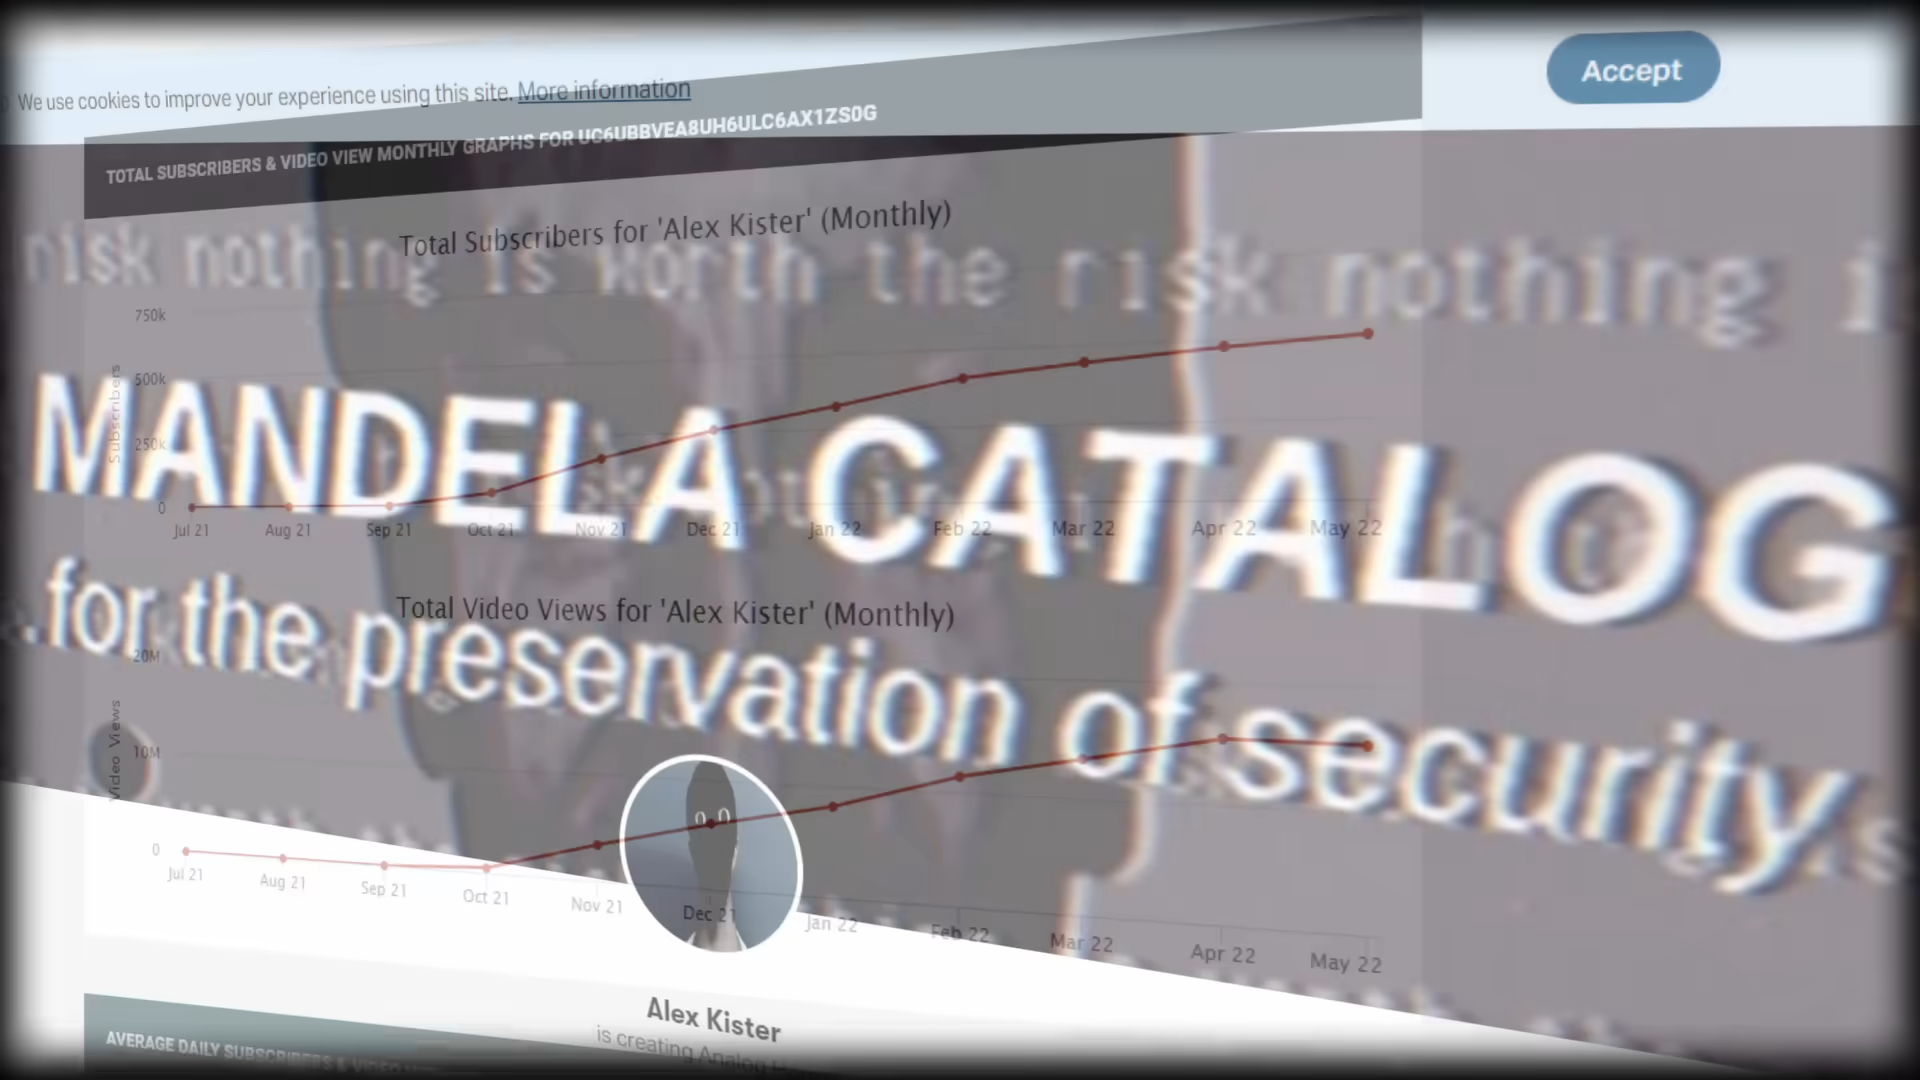 We use cookies to improve your experience using this site. More information
Accept
TOTAL SUBSCRIBERS & VIDEO VIEW MONTHLY GRAPHS FOR UC6UBBVEA8UH6ULC6AX1ZS0G
Total Subscribers for 'Alex Kister' (Monthly)
risk nothing is worth the risk nothing
750k
500k
250k
0
Subscribers
Jul 21 Aug 21 Sep 21 Oct 21 Nov 21 Dec 21 Jan 22 Feb 22 Mar 22 Apr 22 May 22
MANDELA CATALOG
for the preservation of security
Total Video Views for 'Alex Kister' (Monthly)
20M
10M
0
Video Views
Jul 21 Aug 21 Sep 21 Oct 21 Nov 21 Dec 21 Jan 22 Feb 22 Mar 22 Apr 22 May 22
Alex Kister
is creating Analog
AVERAGE DAILY SUBSCRIBERS & VIDEO